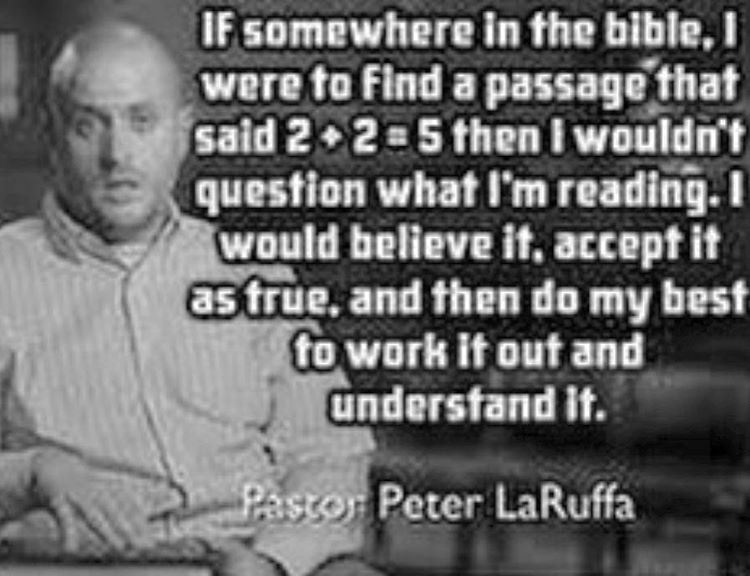 IF somewhere in the bible, I
were to Find a passage that
said 2 + 2 = 5 then I wouldn't
question what I'm reading. I
would believe it, accept it
as true, and then do my best
to work it out and
understand it.
Pastor Peter LaRuffa